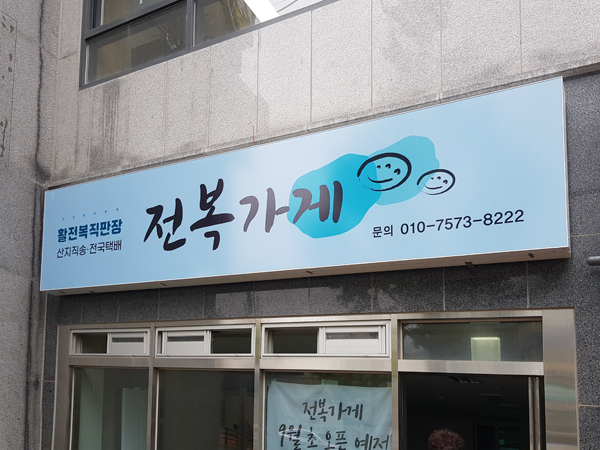 활전복직판장
산지직송·전국택배
전복가게
문의 010-7573-8222
전복가게
9월 초 오픈 예정